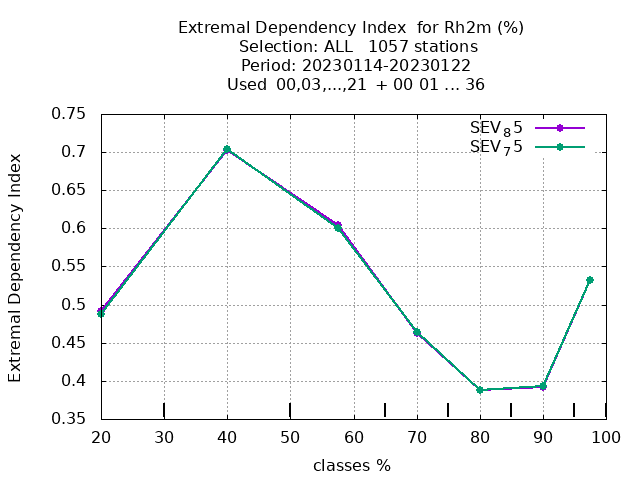 Extremal Dependency Index  for Rh2m (%)
Selection: ALL   1057 stations
Period: 20230114-20230122
Used  00,03,...,21  + 00 01 ... 36
0.75
0.7
0.65
0.6
0.55
0.5
0.45
0.4
0.35
Extremal Dependency Index
SEV₈5
SEV₇5
20 30 40 50 60 70 80 90 100
classes %